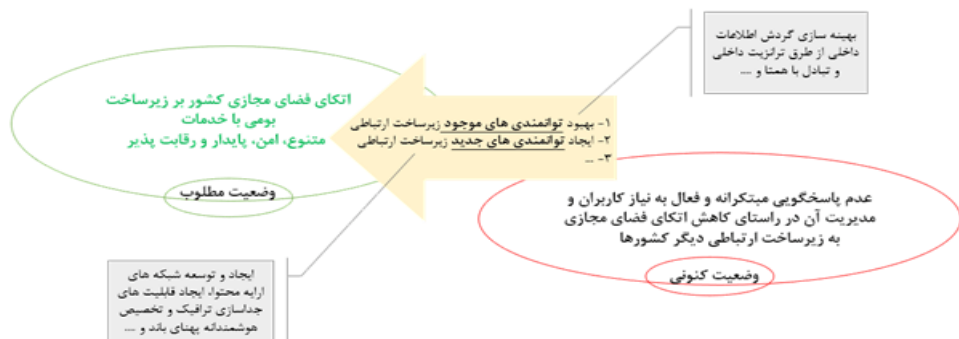 بهینه سازی گردش اطلاعات
داخلی از طرق ترانزیت داخلی
و تبادل با همتا و ....
اتکای فضای مجازی کشور بر زیرساخت
بومی با خدمات
متنوع، امن، پایدار و رقابت پذیر
وضعیت مطلوب
۱- بهبود توانمندی های موجود زیرساخت ارتباطی
۲- ایجاد توانمندی های جدید زیرساخت ارتباطی
۳- ...
عدم پاسخگویی مبتکرانه و فعال به نیاز کاربران و
مدیریت آن در راستای کاهش اتکای فضای مجازی
به زیرساخت ارتباطی دیگر کشورها
وضعیت کنونی
ایجاد و توسعه شبکه های
ارایه محتوا، ایجاد قابلیت های
جداسازی ترافیک و تخصیص
هوشمندانه پهنای باند و ....